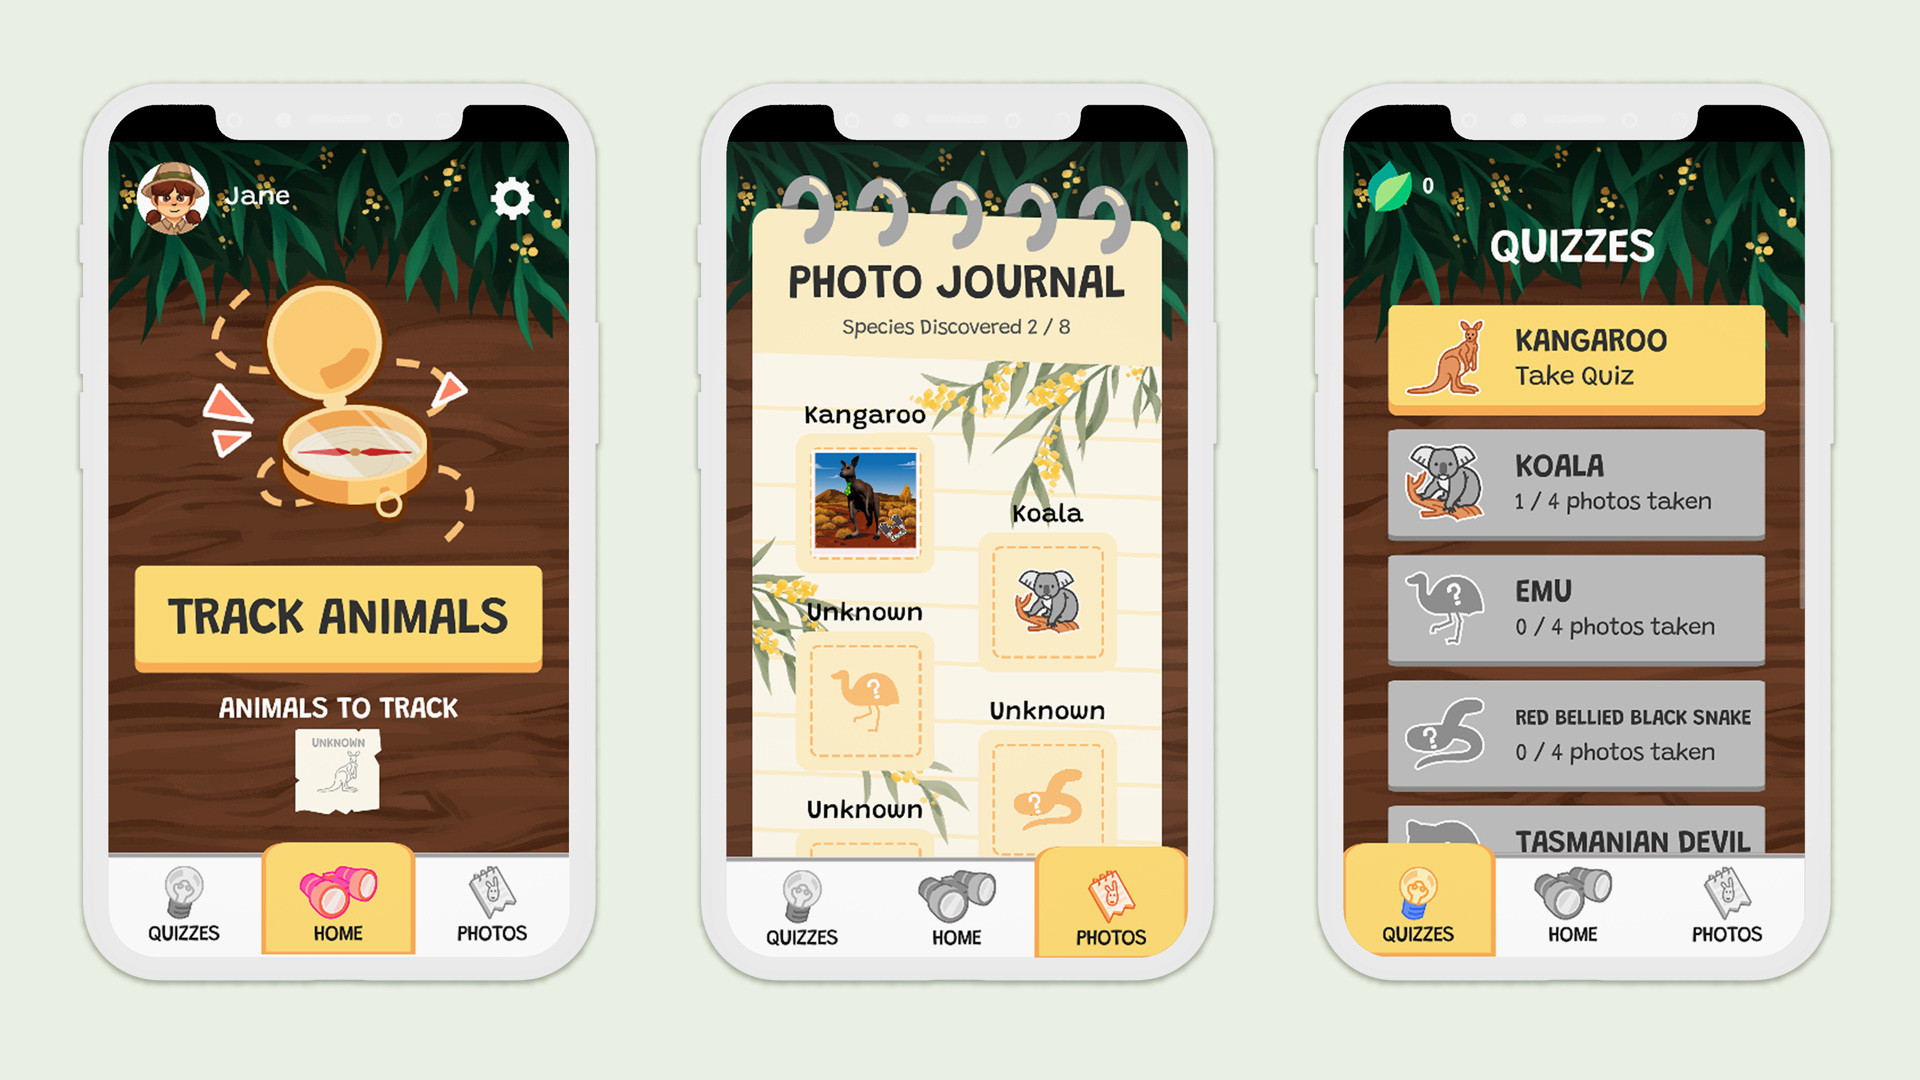 Jane
TRACK ANIMALS
ANIMALS TO TRACK
UNKNOWN
QUIZZES
HOME
PHOTOS
PHOTO JOURNAL
Species Discovered 2 / 8
Kangaroo
Koala
Unknown
?
Unknown
?
Unknown
QUIZZES
HOME
PHOTOS
0
QUIZZES
KANGAROO
Take Quiz
KOALA
1 / 4 photos taken
?
EMU
0 / 4 photos taken
?
RED BELLIED BLACK SNAKE
0 / 4 photos taken
TASMANIAN DEVIL
QUIZZES
HOME
PHOTOS